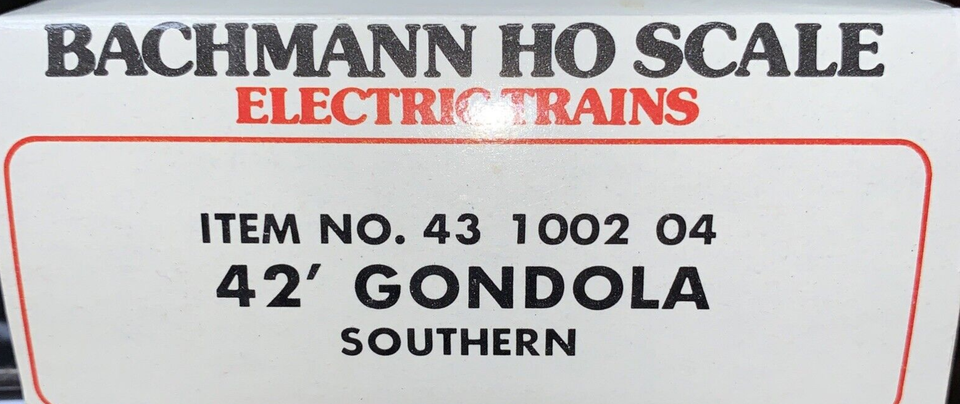 BACHMANN HO SCALE
ELECTRIC TRAINS
ITEM NO. 43 1002 04
42' GONDOLA
SOUTHERN